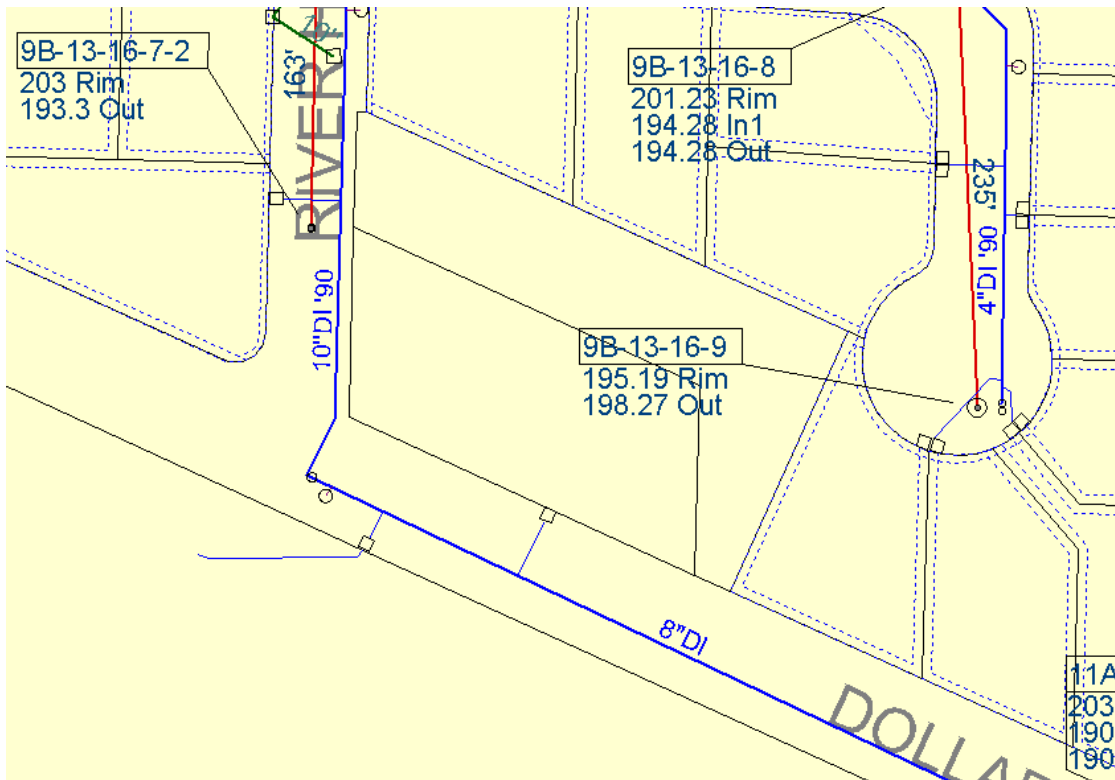 9B-13-16-7-2
203 Rim
193.3 Out
163'
9B-13-16-8
201.23 Rim
194.28 In1
194.28 Out
235'
4"DI '90
10"DI '90
9B-13-16-9
195.19 Rim
198.27 Out
8"DI
11A
203
190
190